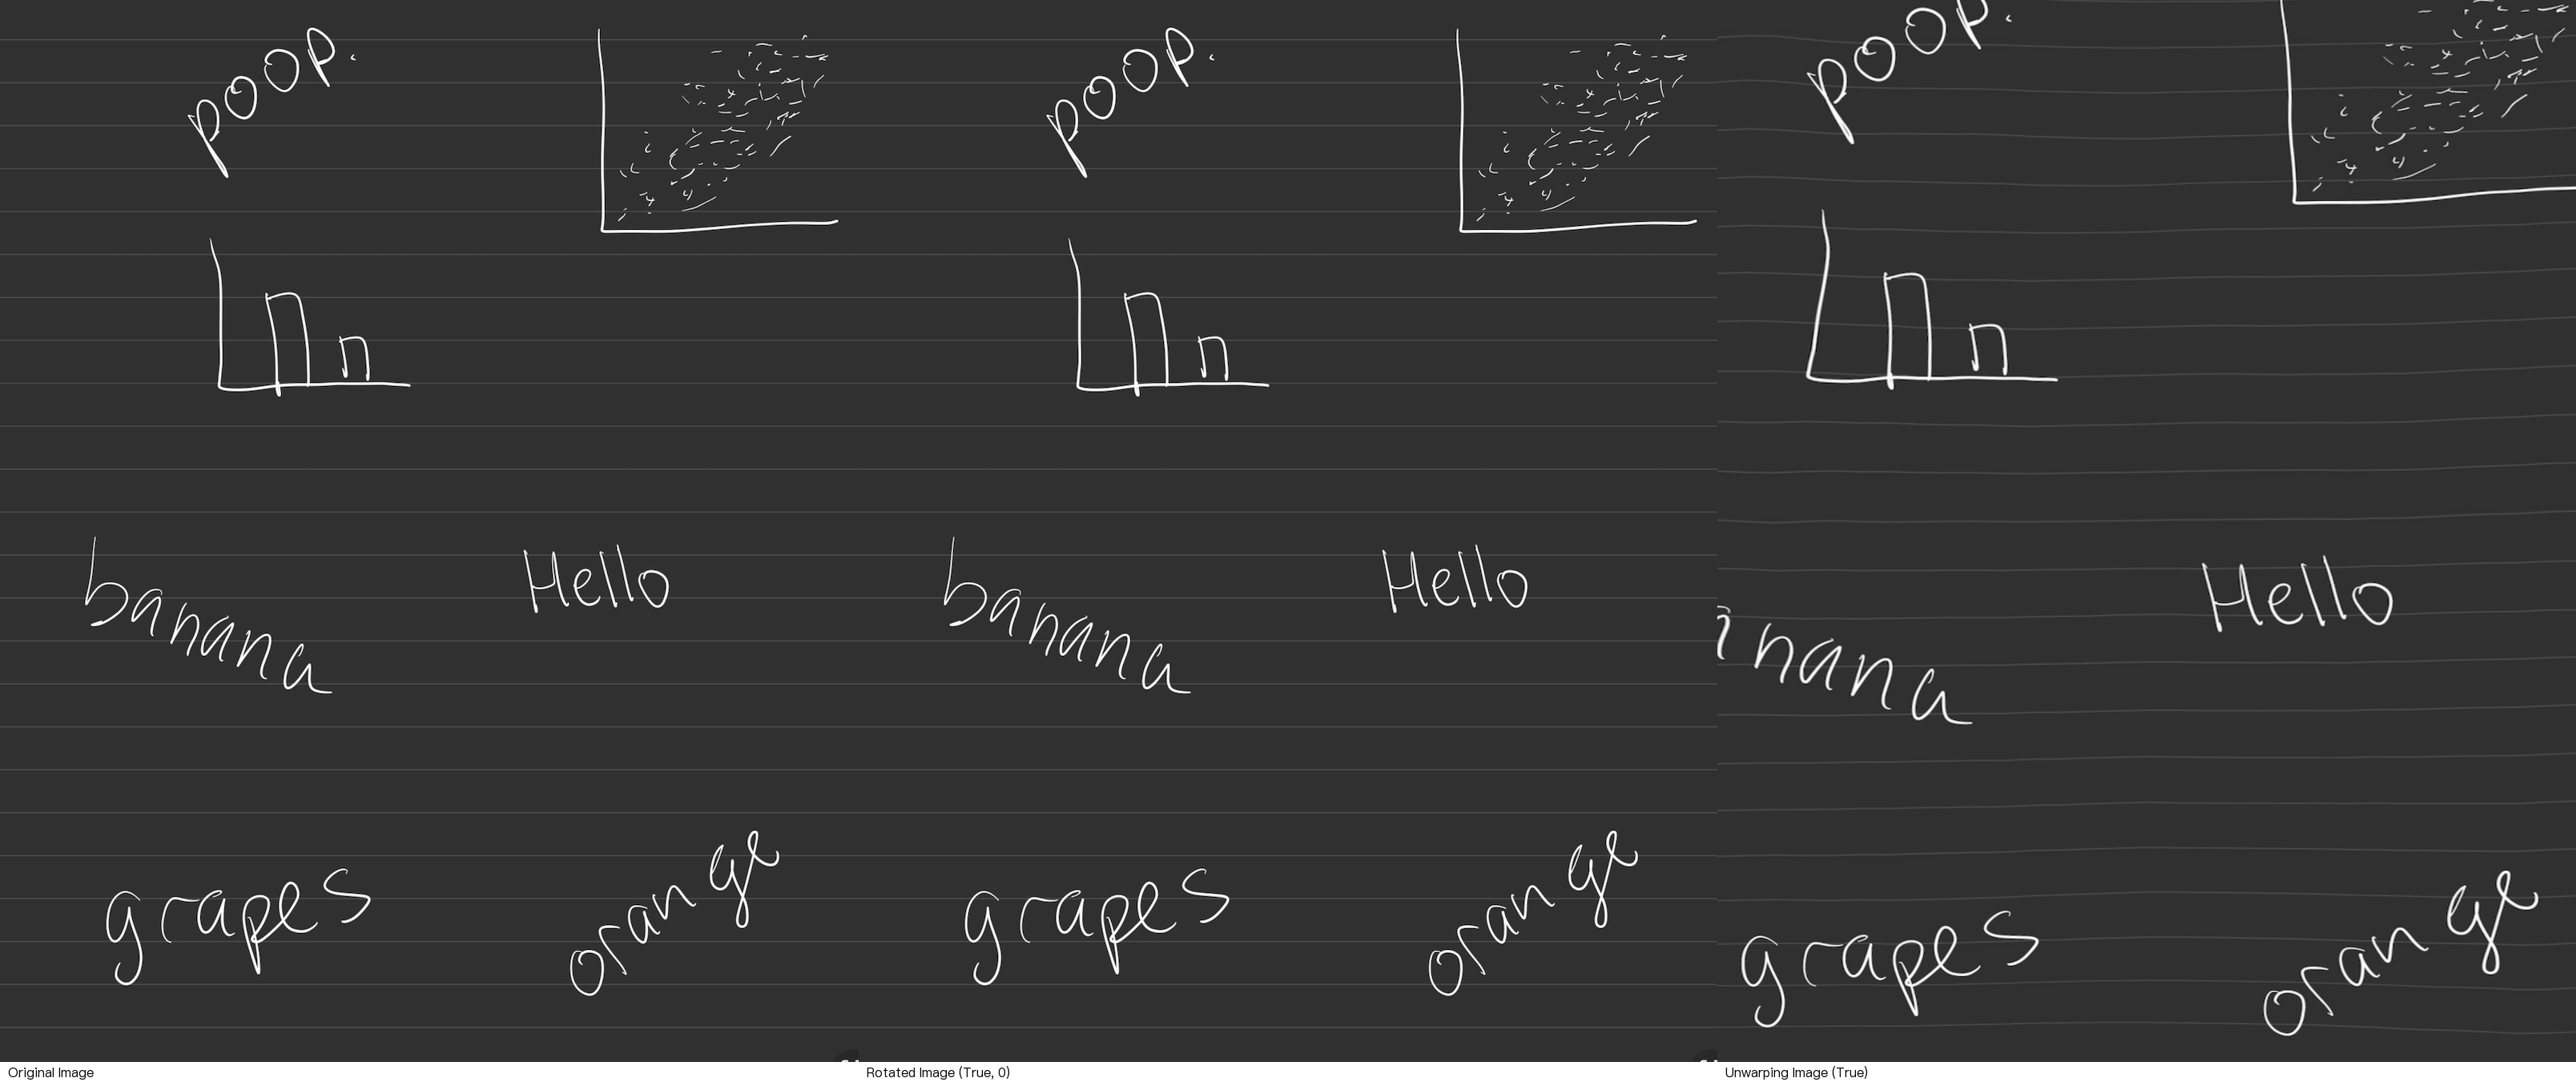 poop.
banana
Hello
grapes
orange
poop.
banana
Hello
grapes
orange
poop.
nana
Hello
grapes
orange
Original Image
Rotated Image (True, 0)
Unwarping Image (True)